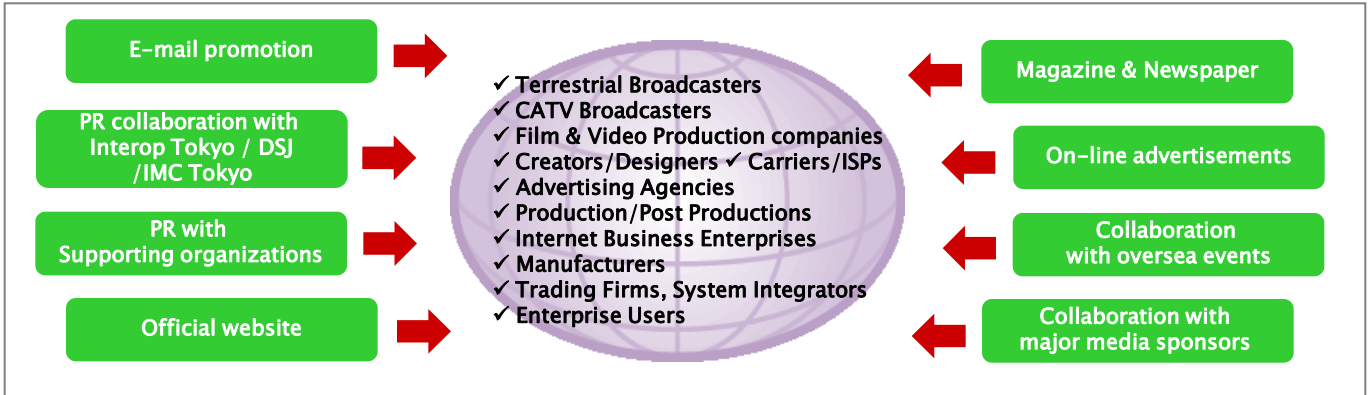 E-mail promotion
PR collaboration with
Interop Tokyo / DSJ
/IMC Tokyo
PR with
Supporting organizations
Official website
✓ Terrestrial Broadcasters
✓ CATV Broadcasters
✓ Film & Video Production companies
✓ Creators/Designers ✓ Carriers/ISPs
✓ Advertising Agencies
✓ Production/Post Productions
✓ Internet Business Enterprises
✓ Manufacturers
✓ Trading Firms, System Integrators
✓ Enterprise Users
Magazine & Newspaper
On-line advertisements
Collaboration
with oversea events
Collaboration with
major media sponsors